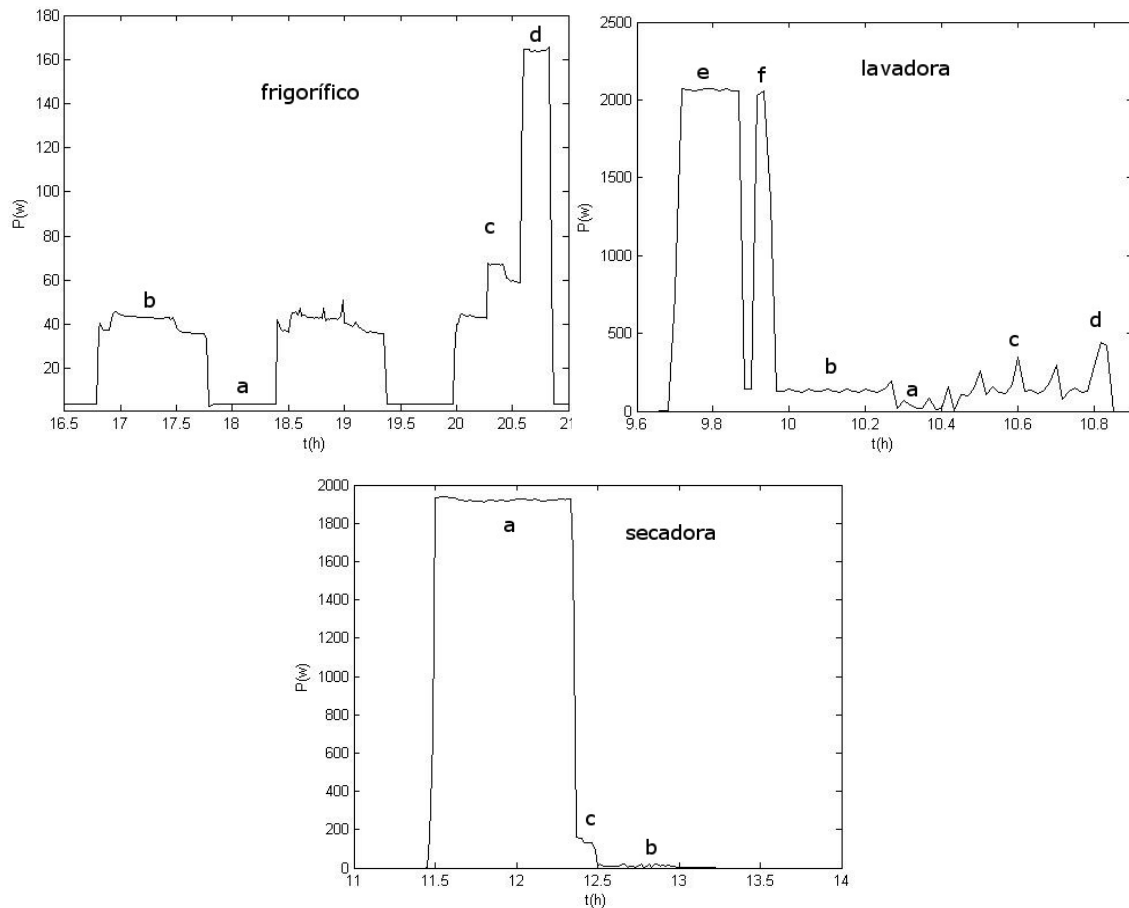 180
160
140
120
100
80
60
40
20
P(w)
16.5 17 17.5 18 18.5 19 19.5 20 20.5 21
t(h)
frigorífico
b
a
c
d
2500
2000
1500
1000
500
0
P(w)
9.6 9.8 10 10.2 10.4 10.6 10.8
t(h)
lavadora
e
f
b
a
c
d
2000
1800
1600
1400
1200
1000
800
600
400
200
0
P(w)
11 11.5 12 12.5 13 13.5 14
t(h)
secadora
a
c
b